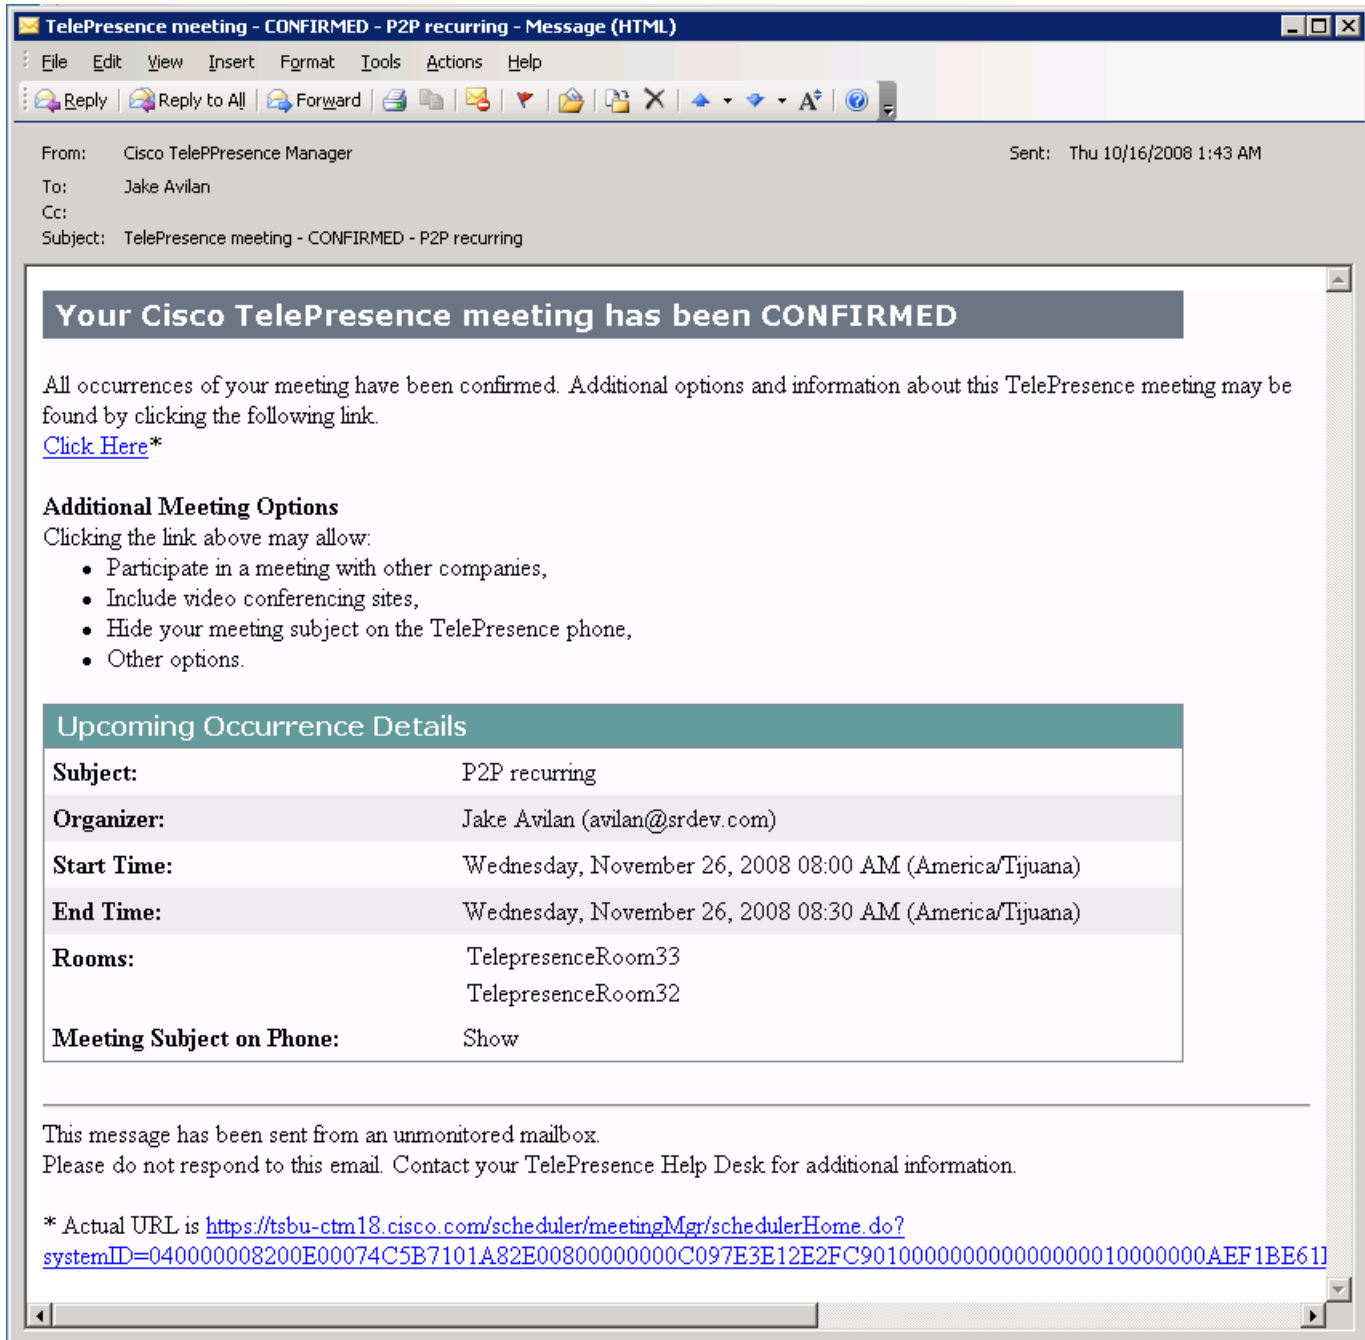 TelePresence meeting - CONFIRMED - P2P recurring - Message (HTML)
File Edit View Insert Format Tools Actions Help
Reply Reply to All Forward
From: Cisco TelePPresence Manager Sent: Thu 10/16/2008 1:43 AM
To: Jake Avilan
Cc:
Subject: TelePresence meeting - CONFIRMED - P2P recurring
Your Cisco TelePresence meeting has been CONFIRMED
All occurrences of your meeting have been confirmed. Additional options and information about this TelePresence meeting may be
found by clicking the following link.
Click Here*
Additional Meeting Options
Clicking the link above may allow:
• Participate in a meeting with other companies,
• Include video conferencing sites,
• Hide your meeting subject on the TelePresence phone,
• Other options.
Upcoming Occurrence Details
Subject: P2P recurring
Organizer: Jake Avilan (avilan@srdev.com)
Start Time: Wednesday, November 26, 2008 08:00 AM (America/Tijuana)
End Time: Wednesday, November 26, 2008 08:30 AM (America/Tijuana)
Rooms: TelepresenceRoom33
TelepresenceRoom32
Meeting Subject on Phone: Show
This message has been sent from an unmonitored mailbox.
Please do not respond to this email. Contact your TelePresence Help Desk for additional information.
* Actual URL is https://tsbu-ctm18.cisco.com/scheduler/meetingMgr/schedulerHome.do?
systemID=040000008200E00074C5B7101A82E00800000000C097E3E12E2FC901000000000000000010000000AEF1BE61